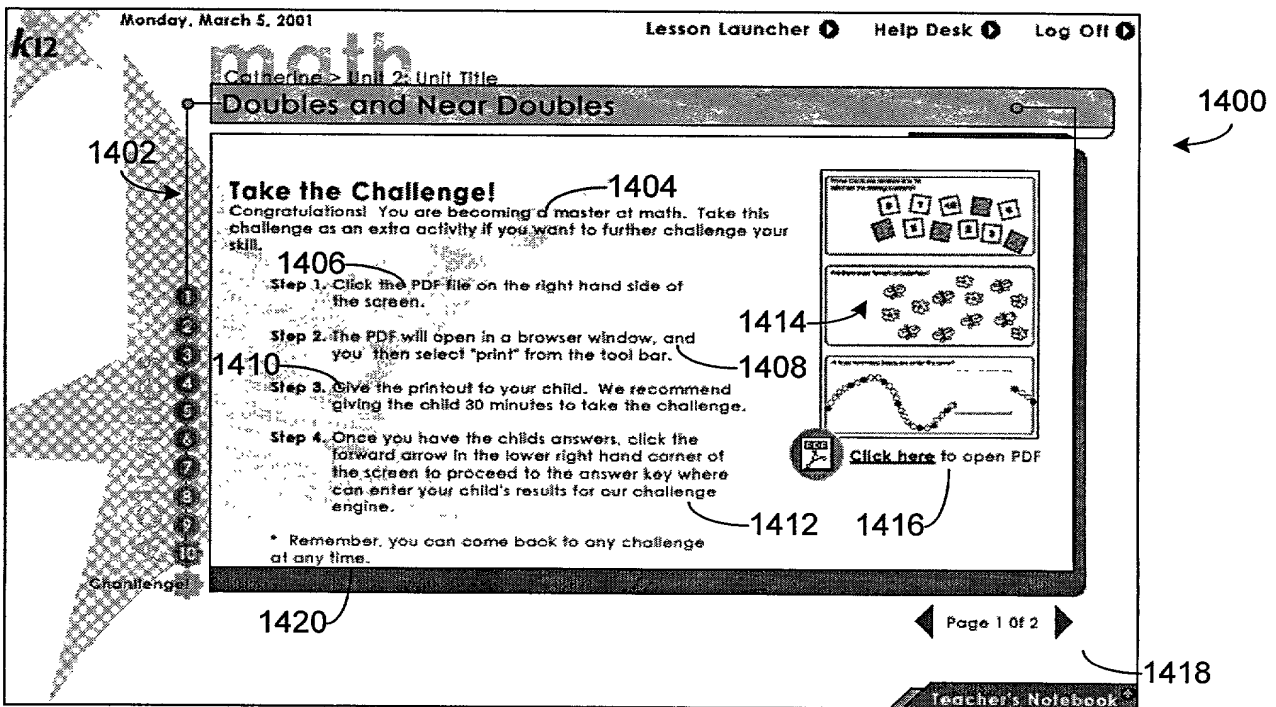 Monday, March 5, 2001
Lesson Launcher Help Desk Log Off
k12
math
Catherine > Unit 2: Unit Title
Doubles and Near Doubles
1400
1402
Take the Challenge!
1404
Congratulations! You are becoming a master at math. Take this
challenge as an extra activity if you want to further challenge your
skill.
1406
Step 1. Click the PDF file on the right hand side of
the screen.
1414
Step 2. The PDF will open in a browser window, and
you then select "print" from the tool bar.
1408
1410
Step 3. Give the printout to your child. We recommend
giving the child 30 minutes to take the challenge.
Step 4. Once you have the childs answers, click the
forward arrow in the lower right hand corner of
the screen to proceed to the answer key where
can enter your child's results for our challenge
engine.
1412
Click here to open PDF
1416
* Remember, you can come back to any challenge
at any time.
1
2
3
4
5
6
7
8
9
10
Chanllenge!
1420
Page 1 Of 2
1418
Teacher's Notebook